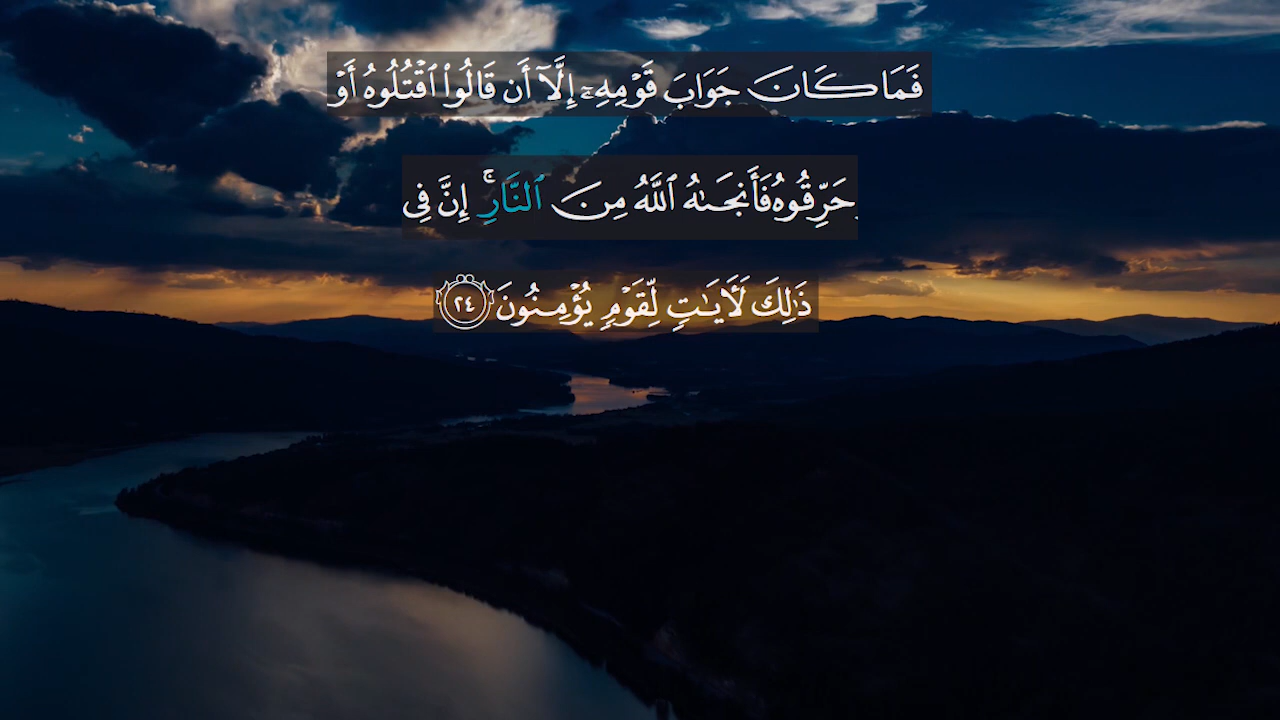 فَمَا كَانَ جَوَابَ قَوْمِهِۦٓ إِلَّآ أَن قَالُوا۟ ٱقْتُلُوهُ أَوْ
حَرِّقُوهُ فَأَنجَىٰهُ ٱللَّهُ مِنَ ٱلنَّارِ ۚ إِنَّ فِى
ذَٰلِكَ لَـَٔايَـٰتٍ لِّقَوْمٍ يُؤْمِنُونَ ٢٤